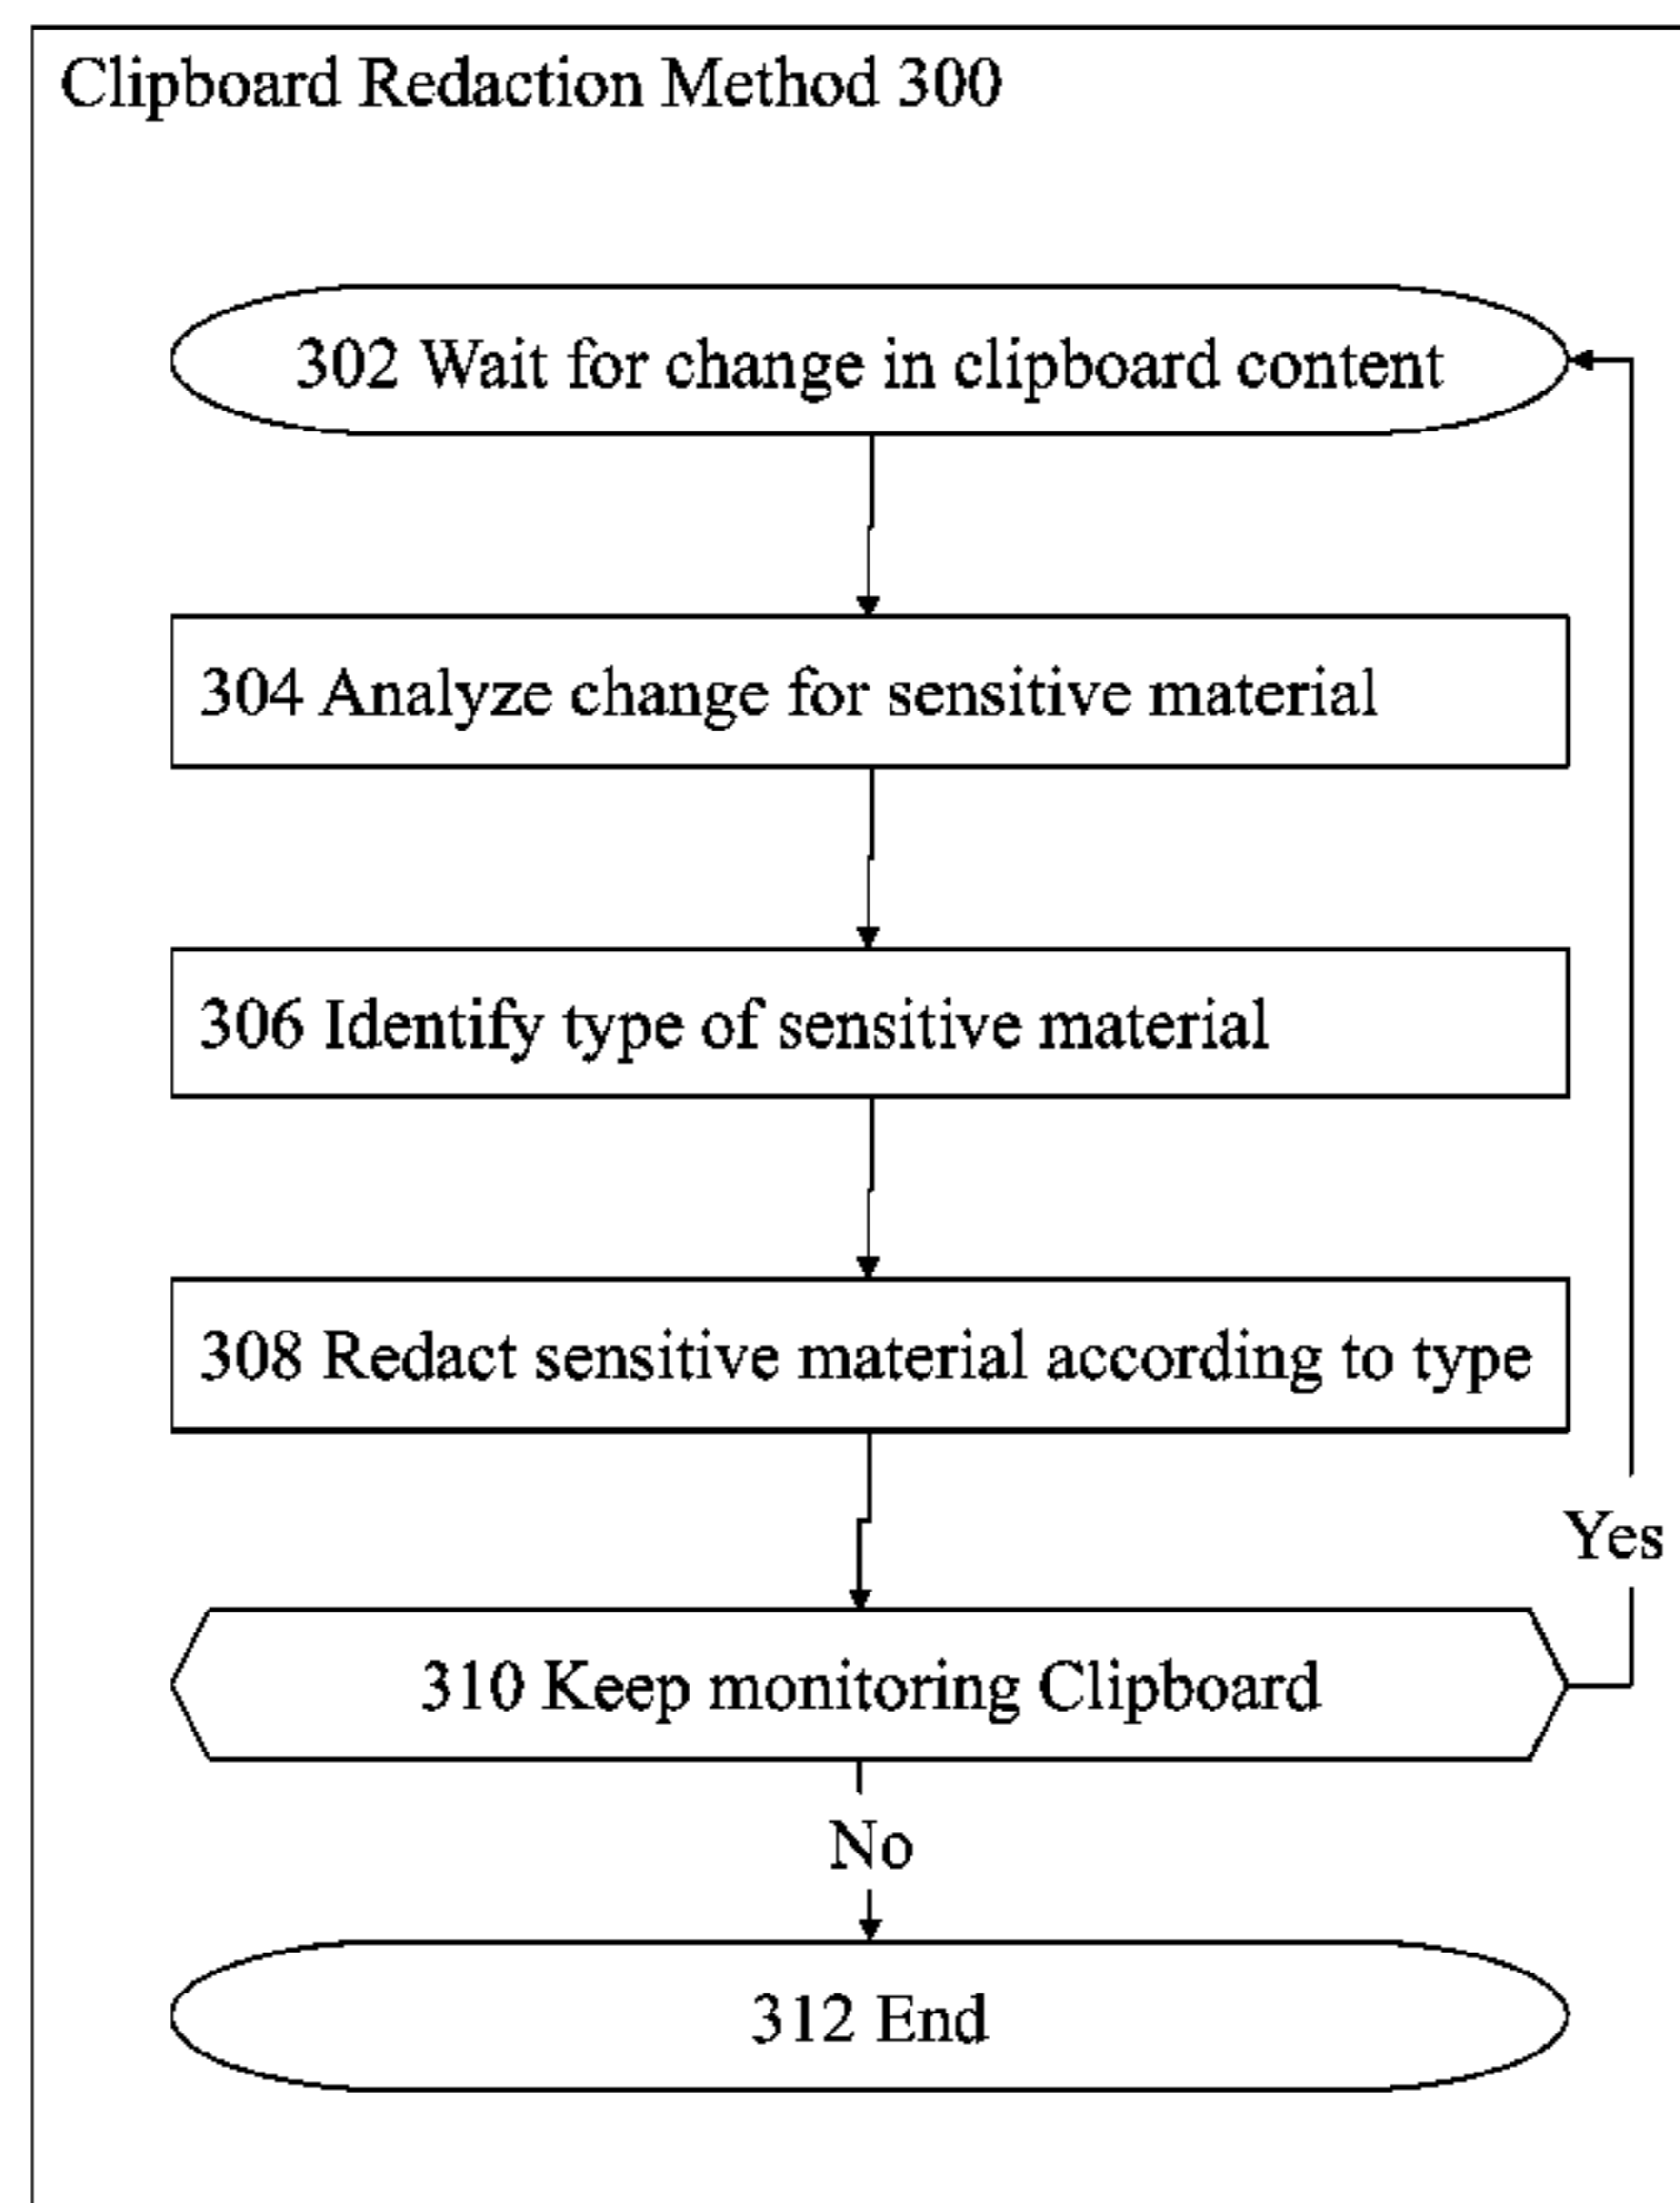 Clipboard Redaction Method 300
302 Wait for change in clipboard content
304 Analyze change for sensitive material
306 Identify type of sensitive material
308 Redact sensitive material according to type
Yes
310 Keep monitoring Clipboard
No
312 End